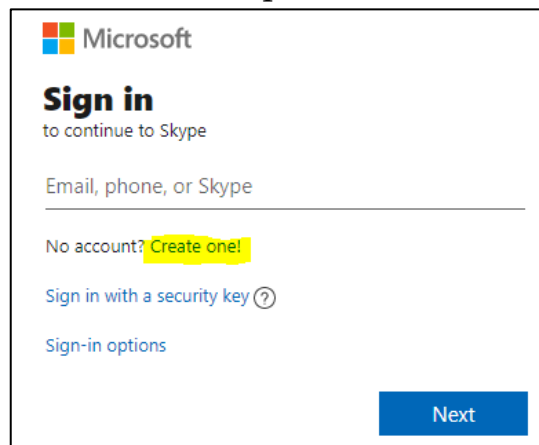 Microsoft
Sign in
to continue to Skype
Email, phone, or Skype
No account? Create one!
Sign in with a security key ?
Sign-in options
Next